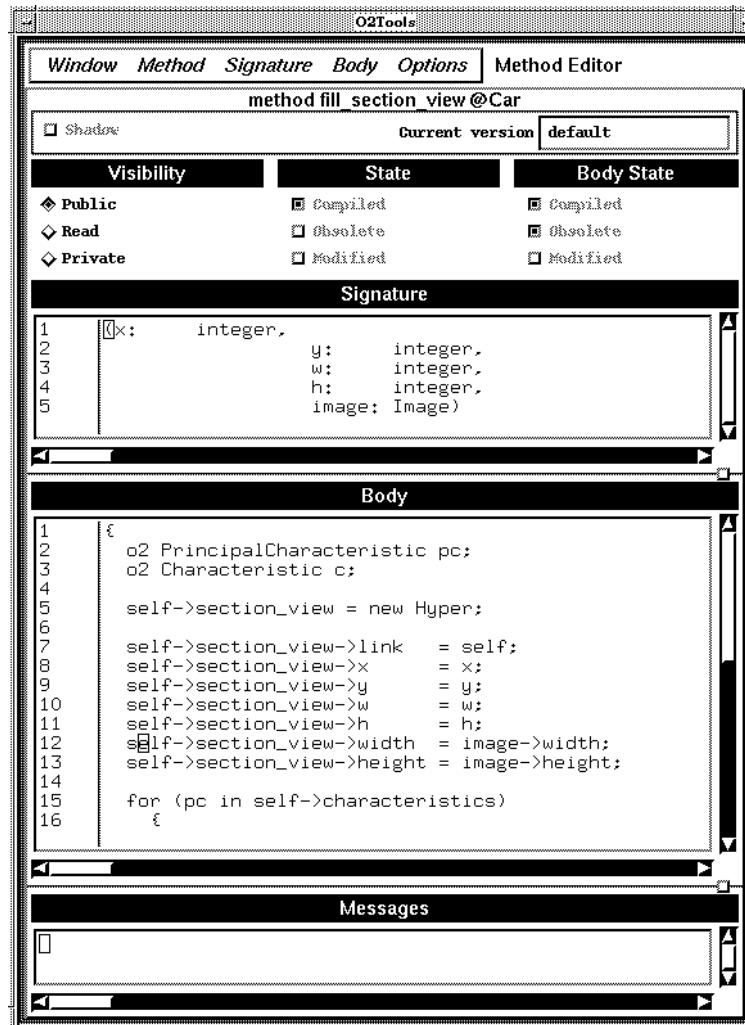 O2Tools
Window Method Signature Body Options Method Editor
method fill_section_view @Car
Shadow Current version default
Visibility State Body State
Public Compiled Compiled
Read Obsolete Obsolete
Private Modified Modified
Signature
1 (x: integer,
2 y: integer,
3 w: integer,
4 h: integer,
5 image: Image)
Body
1 {
2 o2 PrincipalCharacteristic pc;
3 o2 Characteristic c;
4
5 self->section_view = new Hyper;
6
7 self->section_view->link = self;
8 self->section_view->x = x;
9 self->section_view->y = y;
10 self->section_view->w = w;
11 self->section_view->h = h;
12 self->section_view->width = image->width;
13 self->section_view->height = image->height;
14
15 for (pc in self->characteristics)
16 {
Messages